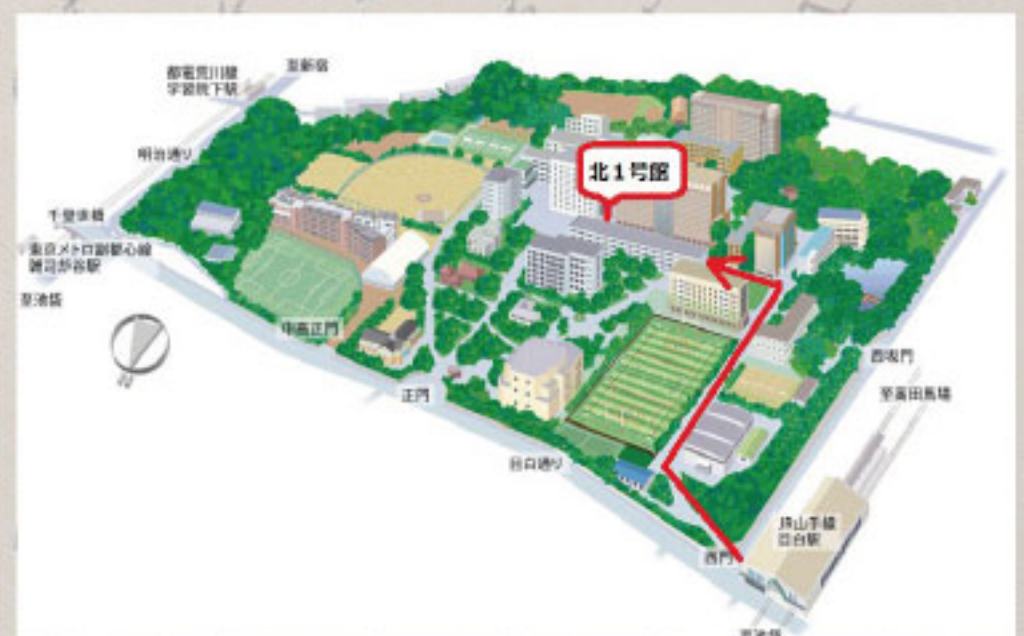 都電荒川線
学習院下駅
至新宿
明治通り
千登世橋
東京メトロ副都心線
雑司が谷駅
至池袋
北1号館
中高正門
正門
目白通り
西坂門
至高田馬場
JR山手線
目白駅
西門
至池袋
N